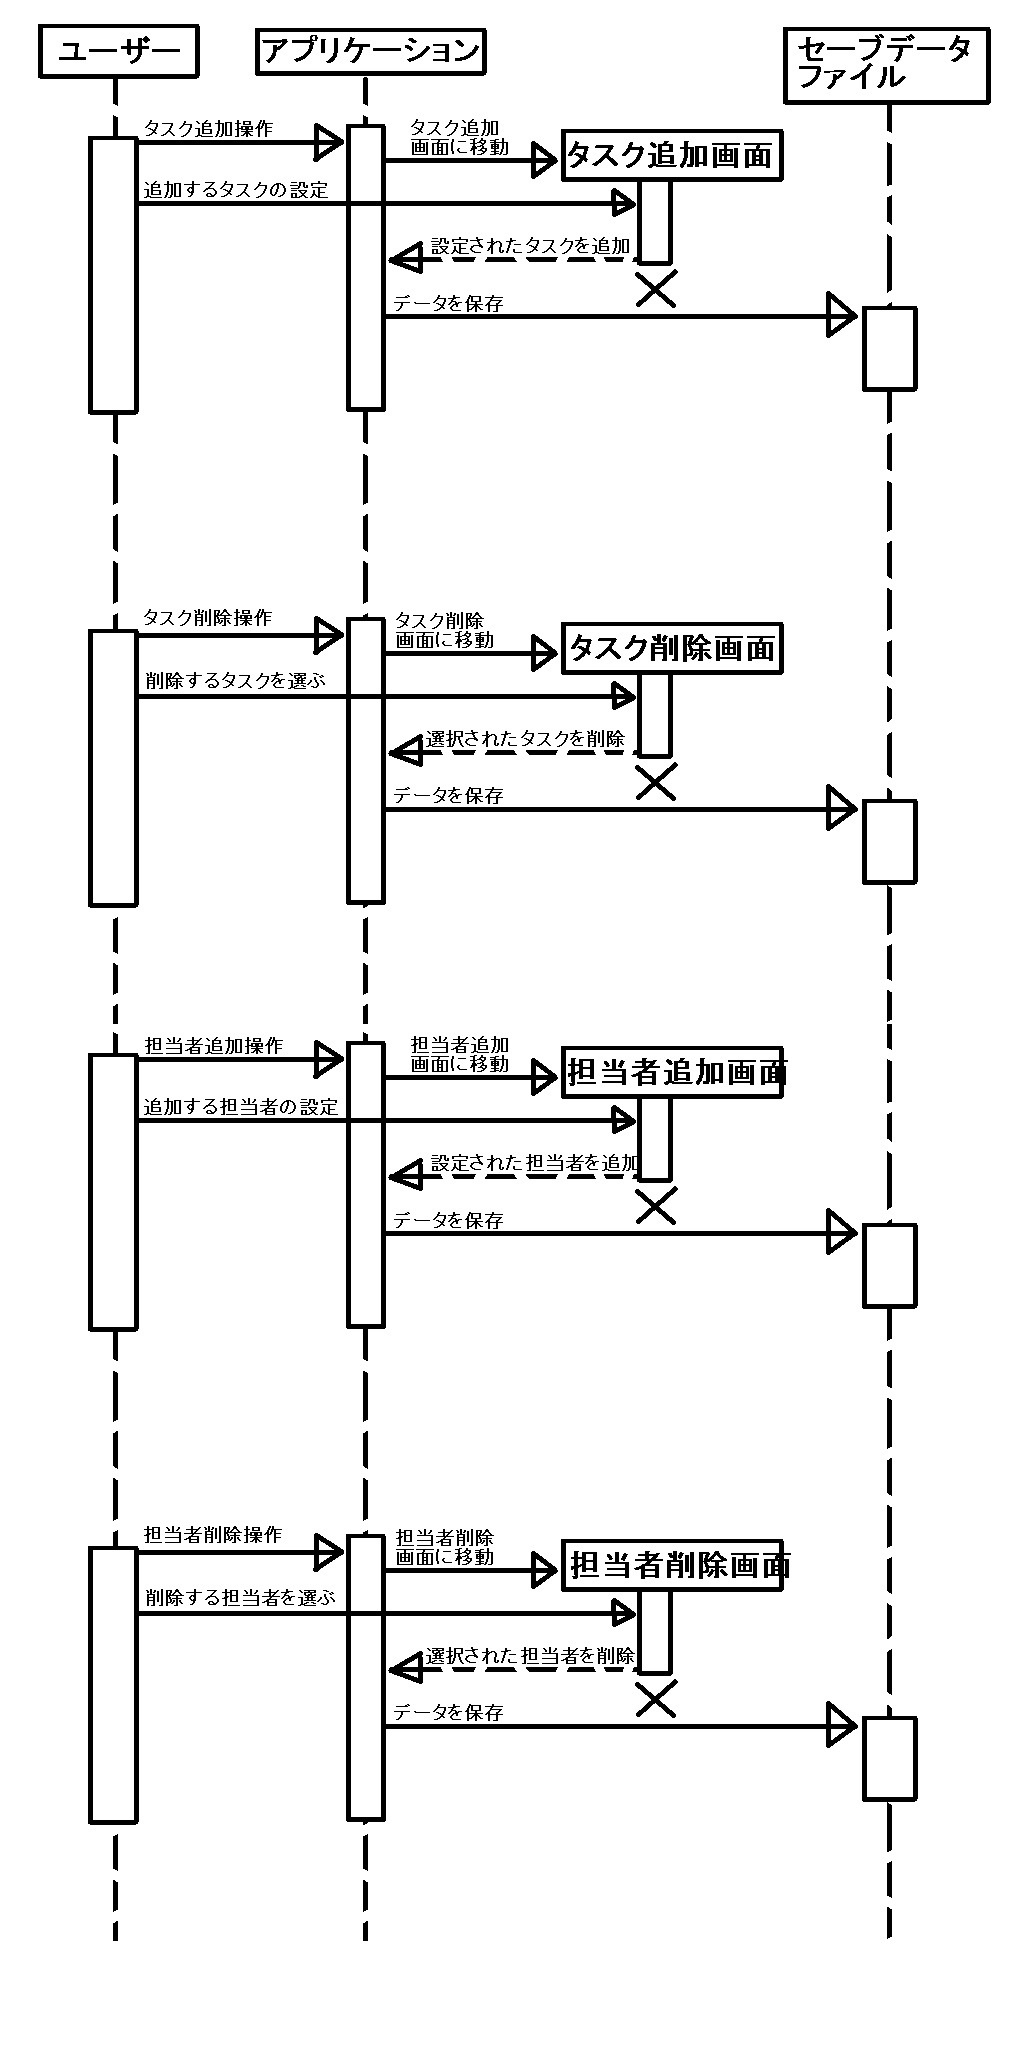 ユーザー
アプリケーション
セーブデータ
ファイル
タスク追加操作
タスク追加
画面に移動
タスク追加画面
追加するタスクの設定
設定されたタスクを追加
データを保存
タスク削除操作
タスク削除
画面に移動
タスク削除画面
削除するタスクを選ぶ
選択されたタスクを削除
データを保存
担当者追加操作
担当者追加
画面に移動
担当者追加画面
追加する担当者の設定
設定された担当者を追加
データを保存
担当者削除操作
担当者削除
画面に移動
担当者削除画面
削除する担当者を選ぶ
選択された担当者を削除
データを保存